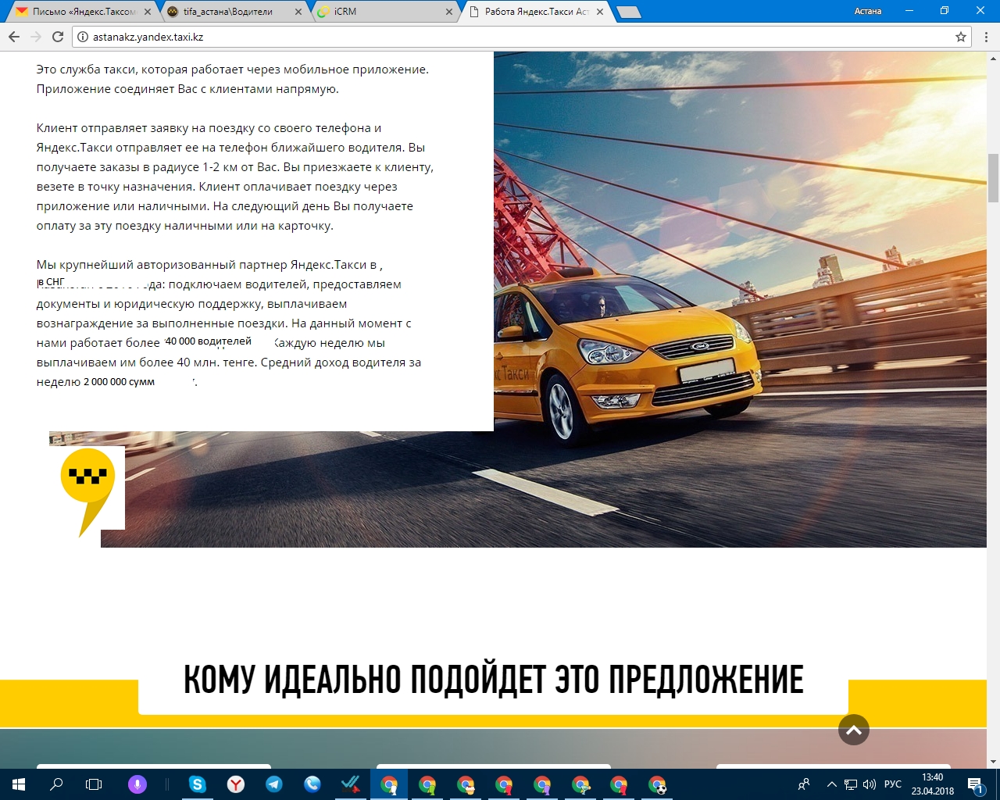 Письмо «Яндекс.Таксом
tifa_астана\Водители
iCRM
Работа Яндекс.Такси Аст
Астана
astanakz.yandex.taxi.kz
Это служба такси, которая работает через мобильное приложение.
Приложение соединяет Вас с клиентами напрямую.
Клиент отправляет заявку на поездку со своего телефона и
Яндекс.Такси отправляет ее на телефон ближайшего водителя. Вы
получаете заказы в радиусе 1-2 км от Вас. Вы приезжаете к клиенту,
везете в точку назначения. Клиент оплачивает поездку через
приложение или наличными. На следующий день Вы получаете
оплату за эту поездку наличными или на карточку.
Мы крупнейший авторизованный партнер Яндекс.Такси в ,
в СНГ да: подключаем водителей, предоставляем
документы и юридическую поддержку, выплачиваем
вознаграждение за выполненные поездки. На данный момент с
нами работает более 40 000 водителей Каждую неделю мы
выплачиваем им более 40 млн. тенге. Средний доход водителя за
неделю 2 000 000 сумм .
с Такси
КОМУ ИДЕАЛЬНО ПОДОЙДЕТ ЭТО ПРЕДЛОЖЕНИЕ
РУС
13:40
23.04.2018
1